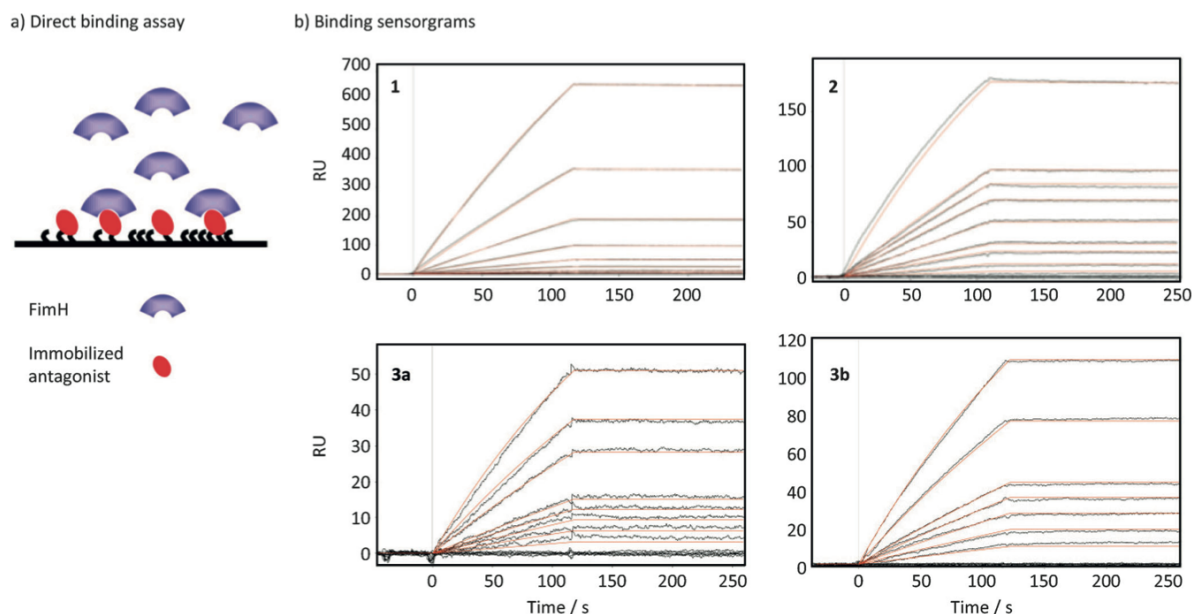 a) Direct binding assay
b) Binding sensorgrams
FimH
Immobilized
antagonist
1
RU
700
600
500
400
300
200
100
0
0 50 100 150 200
2
150
100
50
0
0 50 100 150 200 250
3a
RU
50
40
30
20
10
0
0 50 100 150 200 250
Time / s
3b
120
100
80
60
40
20
0
0 50 100 150 200 250
Time / s